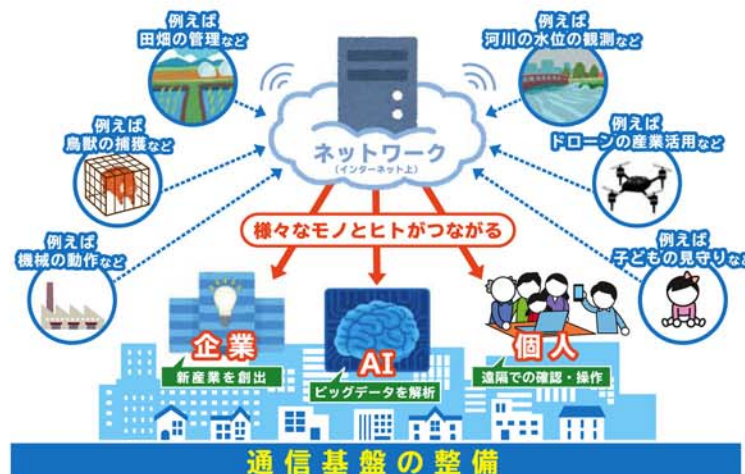 例えば
田畑の管理など
例えば
河川の水位の観測など
例えば
鳥獣の捕獲など
ネットワーク
(インターネット上)
例えば
ドローンの産業活用など
様々なモノとヒトがつながる
例えば
機械の動作など
例えば
子どもの見守りなど
企業
新産業を創出
AI
ビッグデータを解析
個人
遠隔での確認・操作
通信基盤の整備